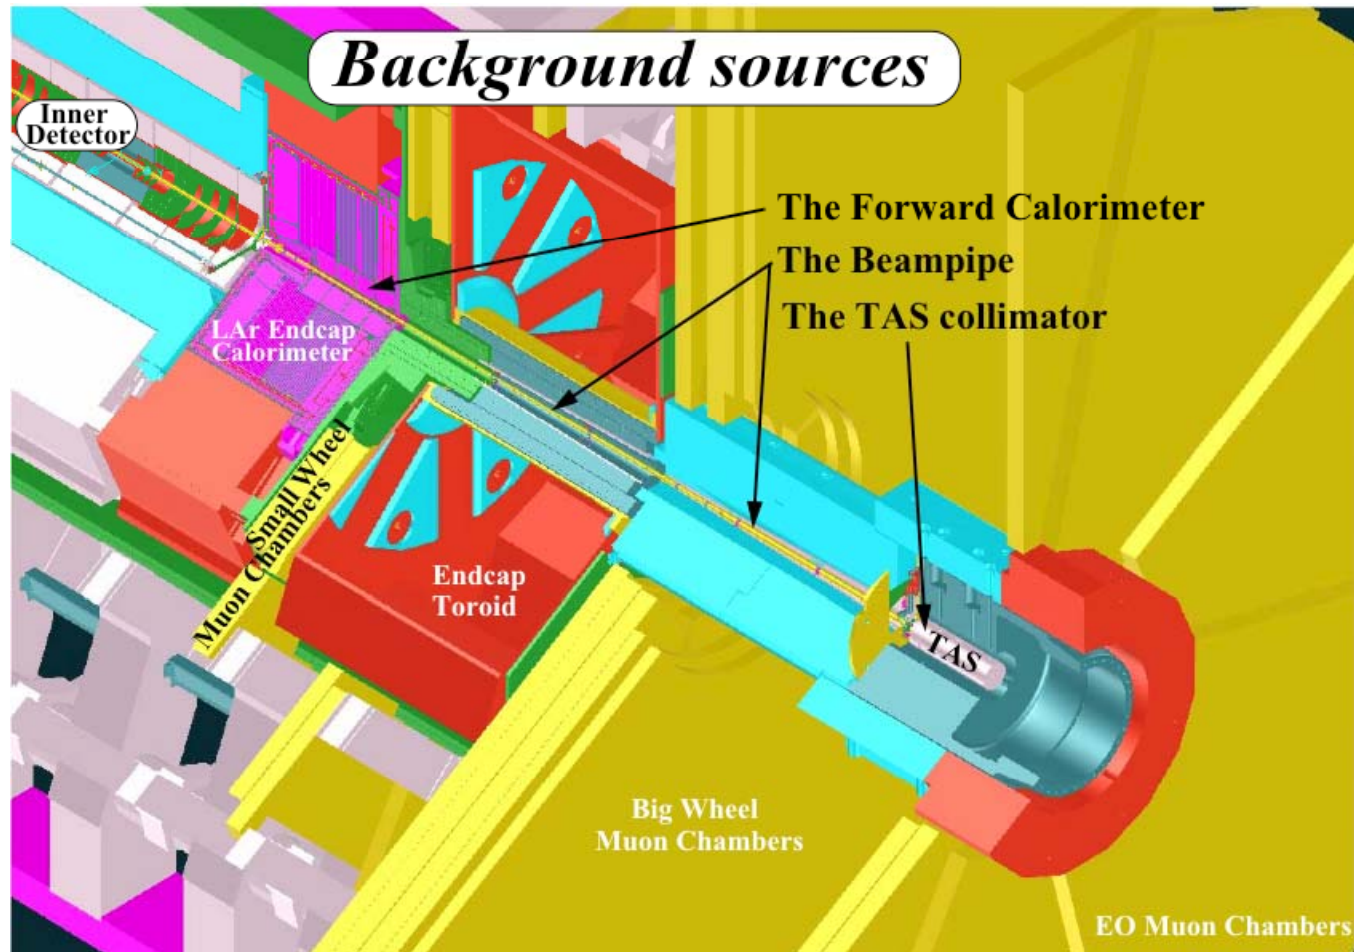 Background sources
Inner
Detector
The Forward Calorimeter
The Beampipe
The TAS collimator
LAr Endcap
Calorimeter
Small Wheel
Muon Chambers
Endcap
Toroid
TAS
Big Wheel
Muon Chambers
EO Muon Chambers